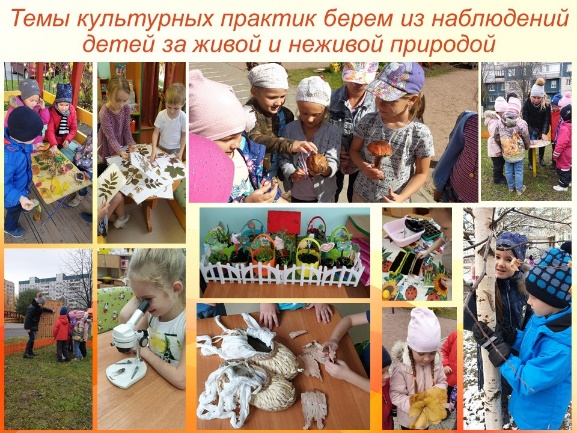 Темы культурных практик берем из наблюдений
детей за живой и неживой природой